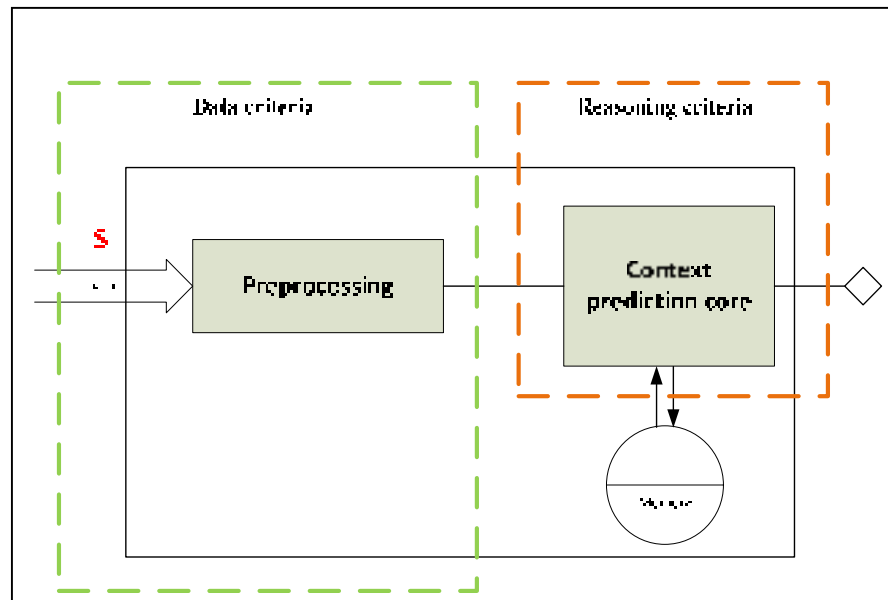 Data criteria
Reasoning criteria
S
Preprocessing
Context
prediction core